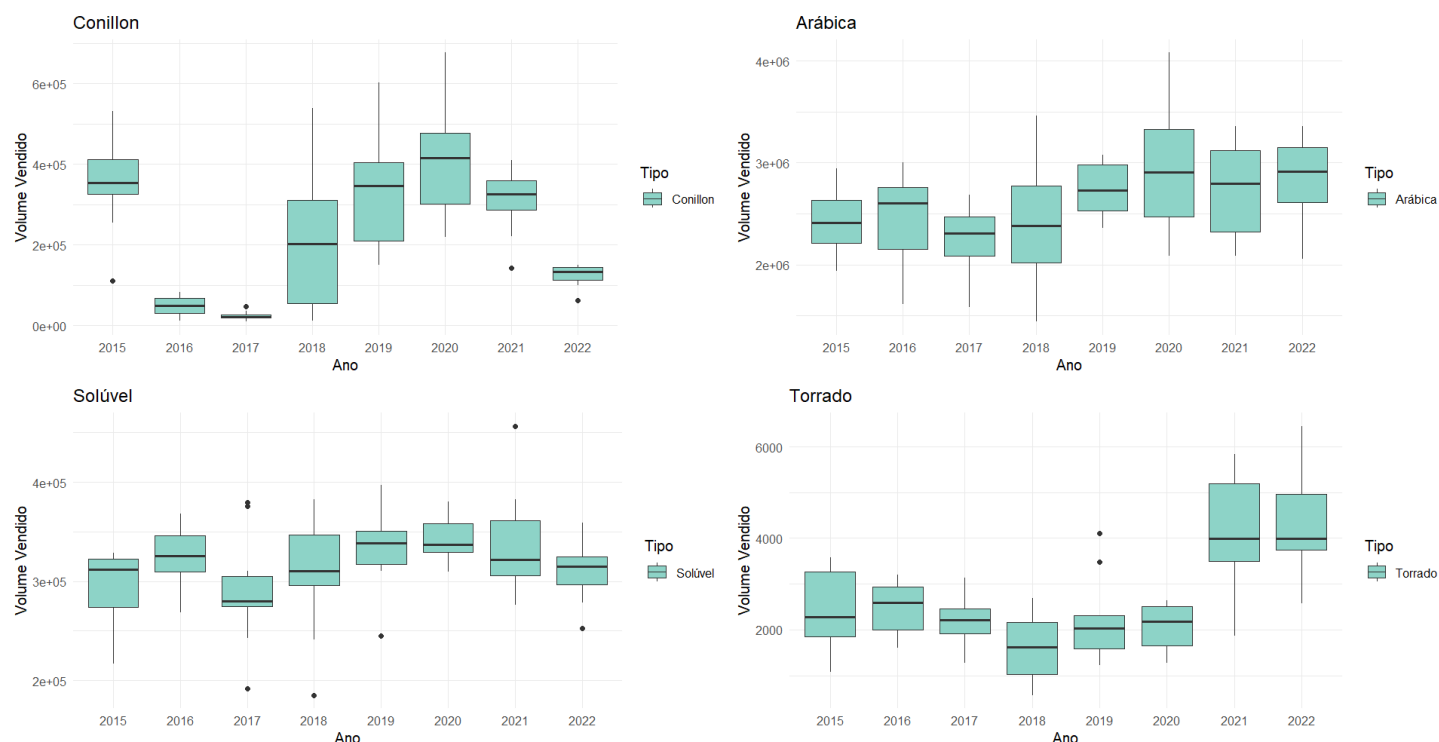 Conillon
Volume Vendido
6e+05
4e+05
2e+05
0e+00
2015 2016 2017 2018 2019 2020 2021 2022
Ano
Tipo
Conillon
Arábica
Volume Vendido
4e+06
3e+06
2e+06
2015 2016 2017 2018 2019 2020 2021 2022
Ano
Tipo
Arábica
Solúvel
Volume Vendido
4e+05
3e+05
2e+05
2015 2016 2017 2018 2019 2020 2021 2022
Ano
Tipo
Solúvel
Torrado
Volume Vendido
6000
4000
2000
2015 2016 2017 2018 2019 2020 2021 2022
Ano
Tipo
Torrado